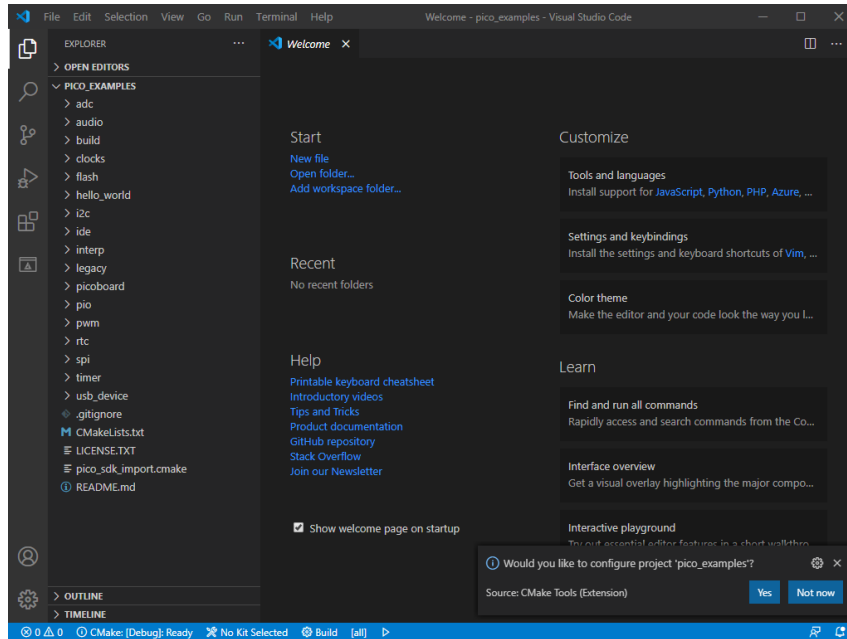 File Edit Selection View Go Run Terminal Help
Welcome - pico_examples - Visual Studio Code
EXPLORER
OPEN EDITORS
PICO_EXAMPLES
adc
audio
build
clocks
flash
hello_world
i2c
ide
interp
legacy
picoboard
pio
pwm
rtc
spi
timer
usb_device
.gitignore
CMakeLists.txt
LICENSE.TXT
pico_sdk_import.cmake
README.md
OUTLINE
TIMELINE
Welcome
Start
New file
Open folder...
Add workspace folder...
Recent
No recent folders
Help
Printable keyboard cheatsheet
Introductory videos
Tips and Tricks
Product documentation
GitHub repository
Stack Overflow
Join our Newsletter
Show welcome page on startup
Customize
Tools and languages
Install support for JavaScript, Python, PHP, Azure, ...
Settings and keybindings
Install the settings and keyboard shortcuts of Vim, ...
Color theme
Make the editor and your code look the way you l...
Learn
Find and run all commands
Rapidly access and search commands from the Co...
Interface overview
Get a visual overlay highlighting the major compo...
Interactive playground
Try out essential editor features in a short walkthro...
Would you like to configure project 'pico_examples'?
Source: CMake Tools (Extension)
Yes
Not now
0 0 CMake: [Debug]: Ready No Kit Selected Build [all]